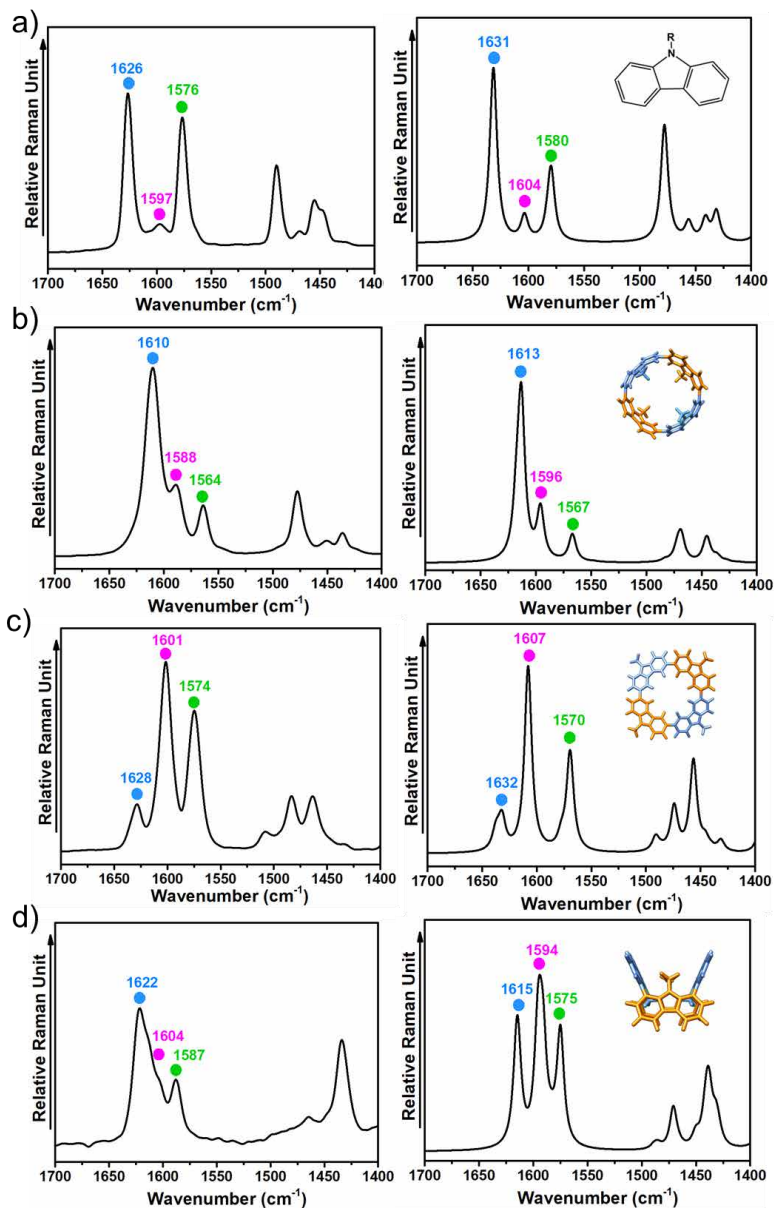 a)
Relative Raman Unit
1626
1597
1576
1700 1650 1600 1550 1500 1450 1400
Wavenumber (cm-1)
Relative Raman Unit
1631
1604
1580
R
N
1700 1650 1600 1550 1500 1450 1400
Wavenumber (cm-1)
b)
Relative Raman Unit
1610
1588
1564
1700 1650 1600 1550 1500 1450 1400
Wavenumber (cm-1)
Relative Raman Unit
1613
1596
1567
1700 1650 1600 1550 1500 1450 1400
Wavenumber (cm-1)
c)
Relative Raman Unit
1628
1601
1574
1700 1650 1600 1550 1500 1450 1400
Wavenumber (cm-1)
Relative Raman Unit
1632
1607
1570
1700 1650 1600 1550 1500 1450 1400
Wavenumber (cm-1)
d)
Relative Raman Unit
1622
1604
1587
1700 1650 1600 1550 1500 1450 1400
Wavenumber (cm-1)
Relative Raman Unit
1615
1594
1575
1700 1650 1600 1550 1500 1450 1400
Wavenumber (cm-1)